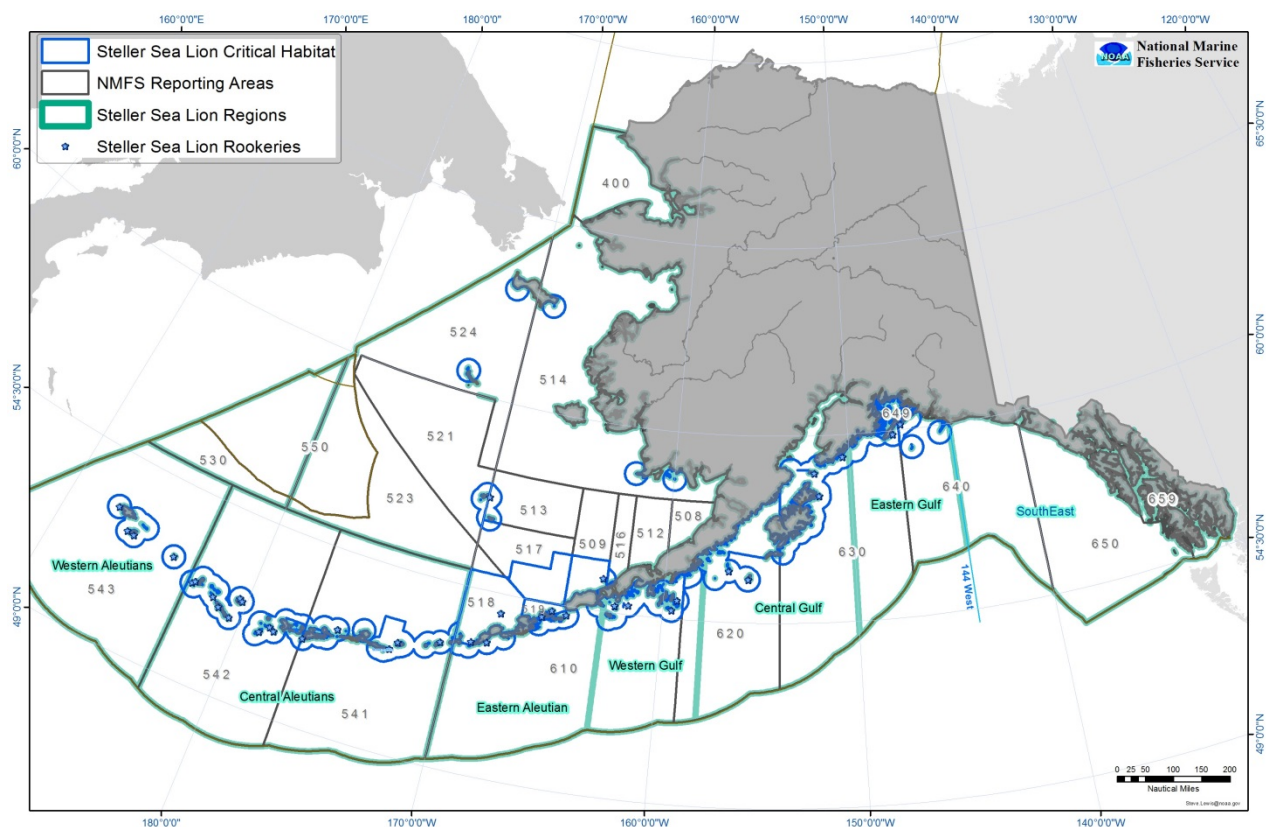 170°0'0"E
180°0'0"W
170°0'0"W
160°0'0"W
150°0'0"W
140°0'0"W
130°0'0"W
120°0'0"W
160°0'0"E
Steller Sea Lion Critical Habitat
NMFS Reporting Areas
Steller Sea Lion Regions
Steller Sea Lion Rookeries
NOAA
National Marine
Fisheries Service
65°30'0"N
60°0'0"N
400
524
514
60°0'0"N
54°30'0"N
521
649
530
550
523
513
508
509
516
512
517
Eastern Gulf
640
SouthEast
659
650
54°30'0"N
Western Aleutians
543
518
519
630
144 West
Central Gulf
620
49°0'0"N
542
Central Aleutians
541
610
Eastern Aleutian
Western Gulf
49°0'0"N
0 25 50 100 150 200
Nautical Miles
Steve.Lewis@noaa.gov
180°0'0"
170°0'0"W
160°0'0"W
150°0'0"W
140°0'0"W